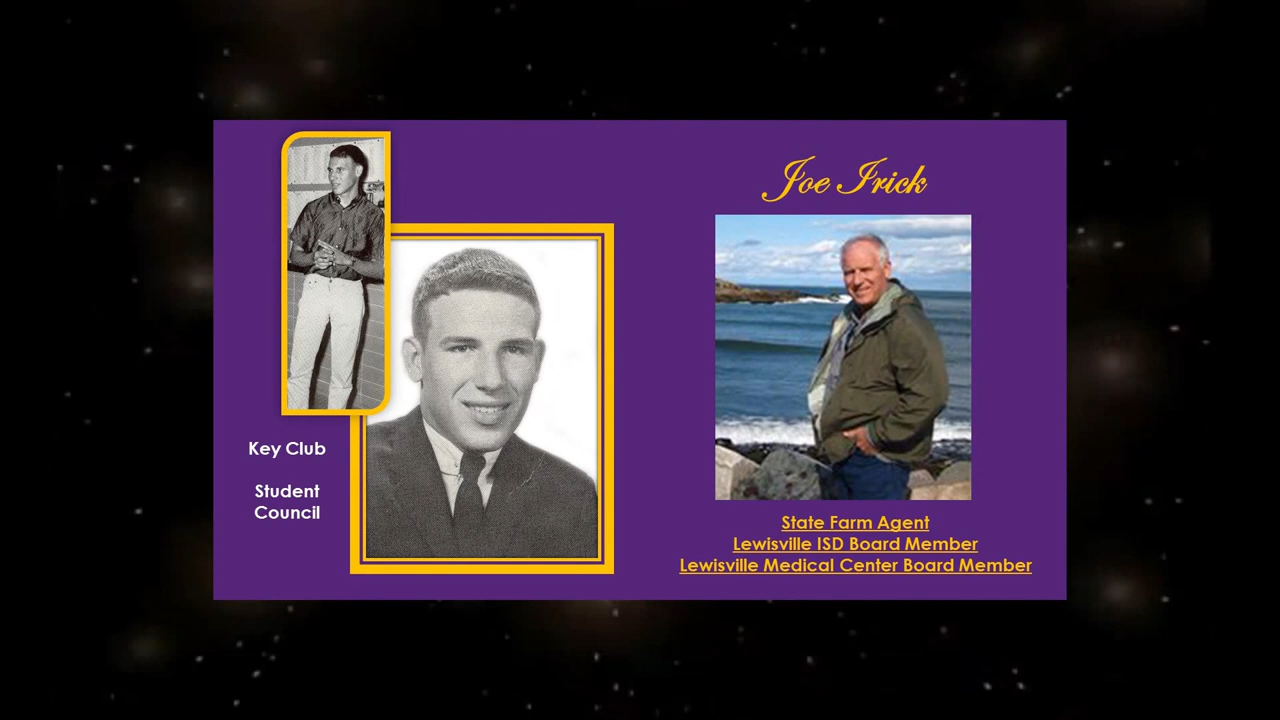 Joe Irick
Key Club
Student
Council
State Farm Agent
Lewisville ISD Board Member
Lewisville Medical Center Board Member